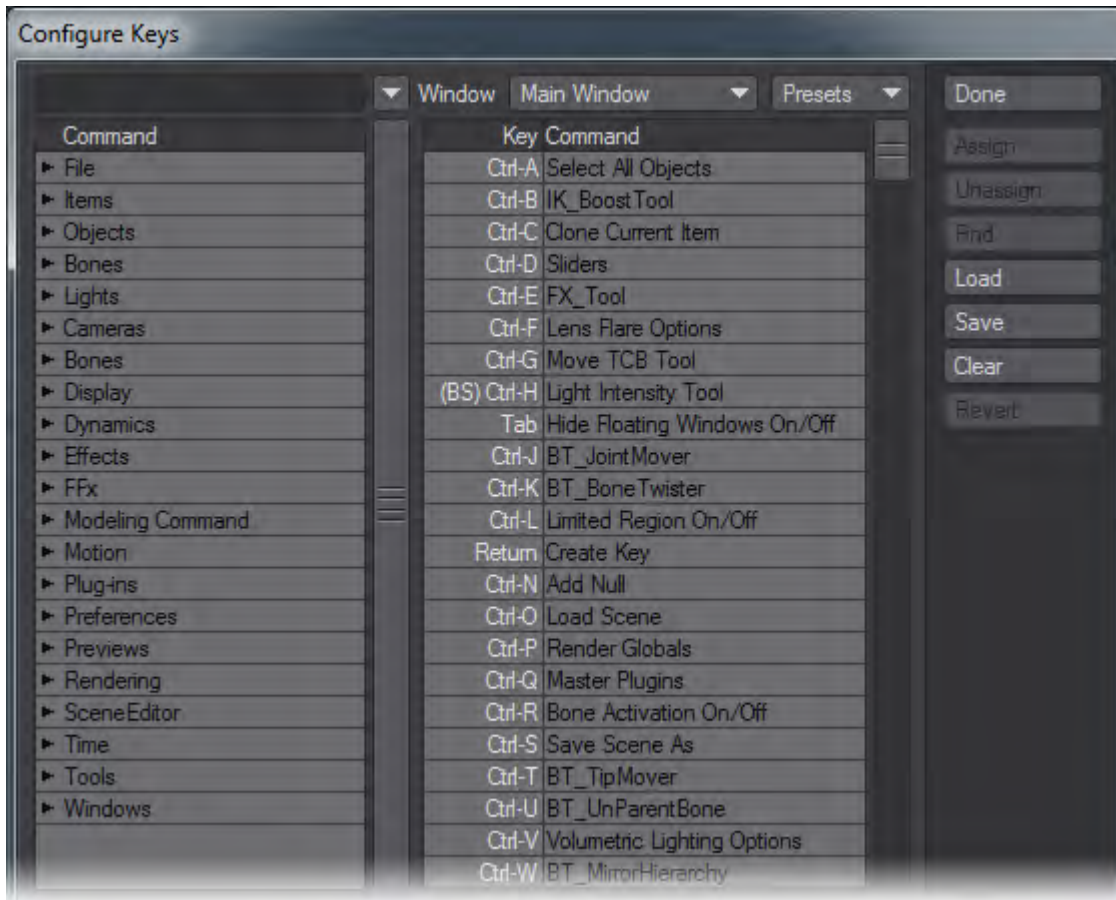 Configure Keys
Window Main Window Presets Done
Command
File
Items
Objects
Bones
Lights
Cameras
Bones
Display
Dynamics
Effects
FFx
Modeling Command
Motion
Plug-ins
Preferences
Previews
Rendering
SceneEditor
Time
Tools
Windows
Key Command
Ctrl-A Select All Objects
Ctrl-B IK_BoostTool
Ctrl-C Clone Current Item
Ctrl-D Sliders
Ctrl-E FX_Tool
Ctrl-F Lens Flare Options
Ctrl-G Move TCB Tool
(BS) Ctrl-H Light Intensity Tool
Tab Hide Floating Windows On/Off
Ctrl-J BT_JointMover
Ctrl-K BT_BoneTwister
Ctrl-L Limited Region On/Off
Return Create Key
Ctrl-N Add Null
Ctrl-O Load Scene
Ctrl-P Render Globals
Ctrl-Q Master Plugins
Ctrl-R Bone Activation On/Off
Ctrl-S Save Scene As
Ctrl-T BT_TipMover
Ctrl-U BT_UnParentBone
Ctrl-V Volumetric Lighting Options
Ctrl-W BT_MirrorHierarchy
Assign
Unassign
Find
Load
Save
Clear
Revert